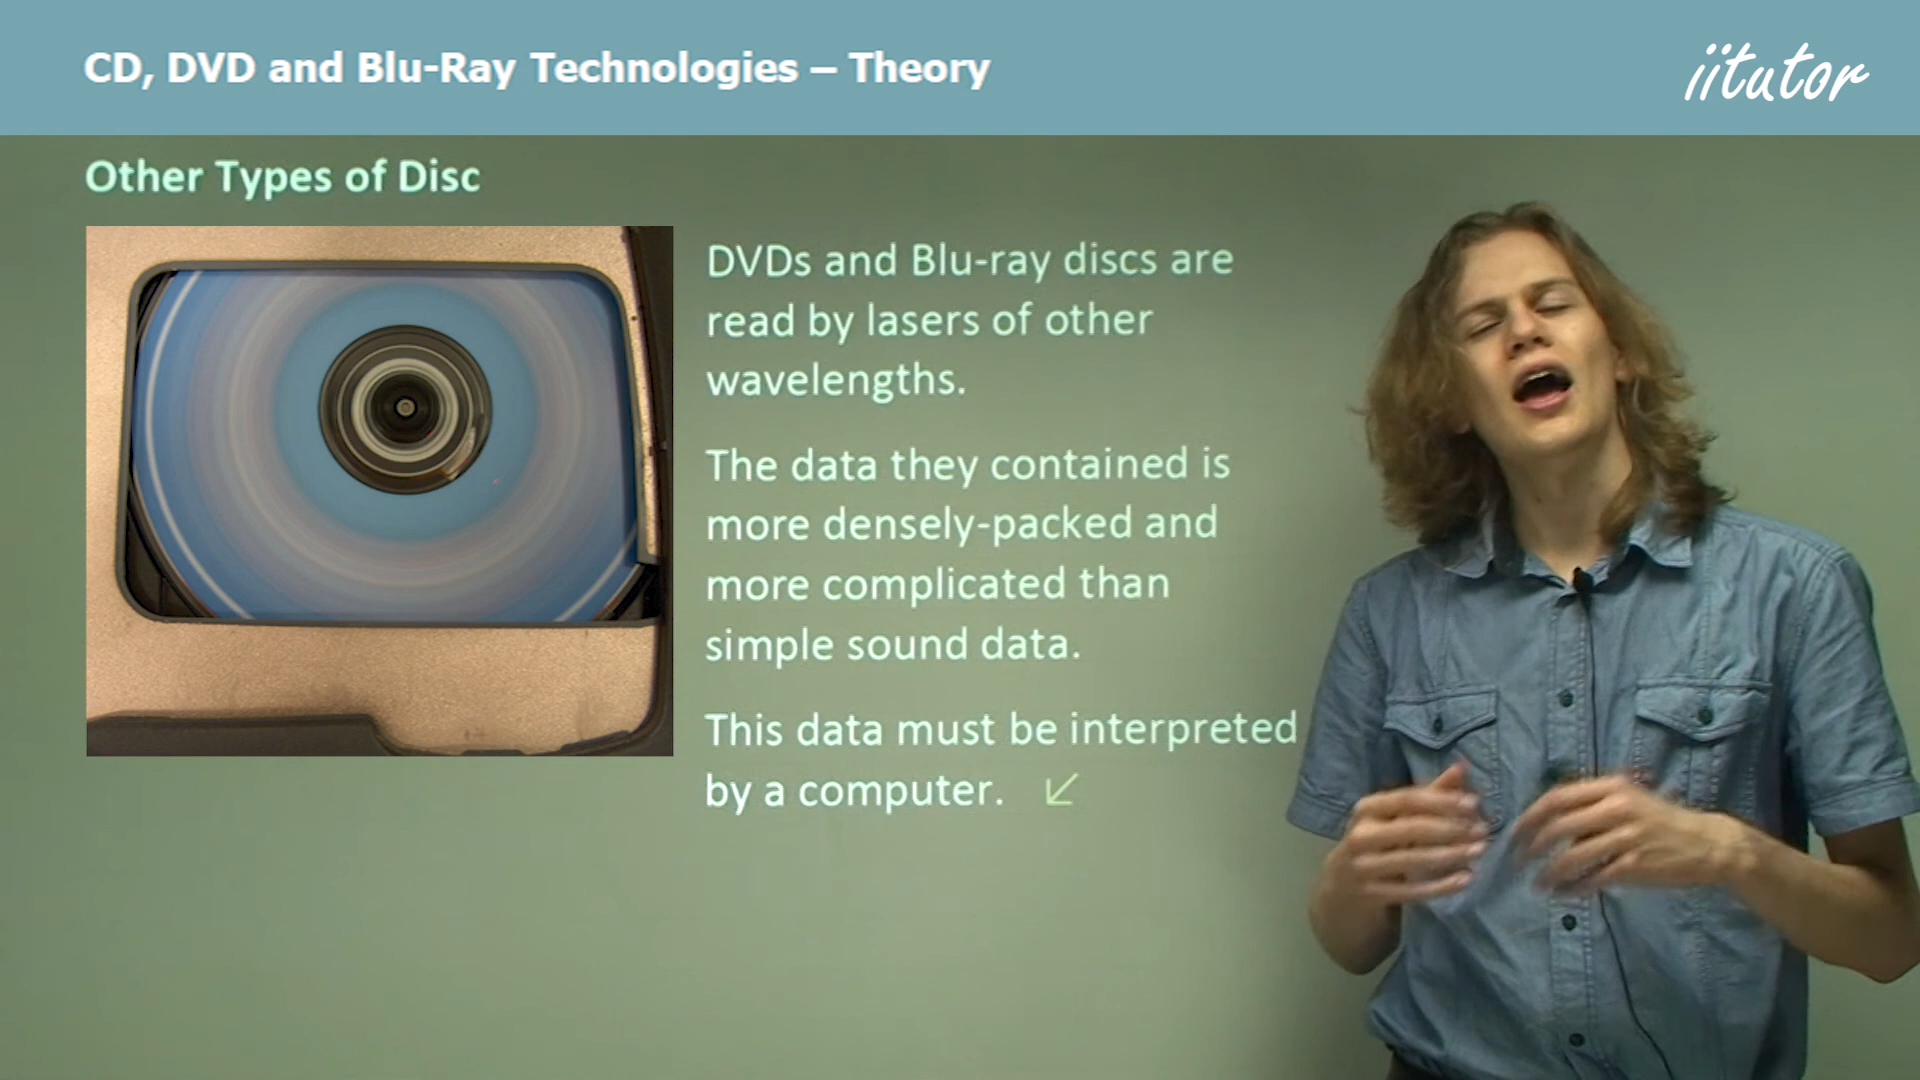 CD, DVD and Blu-Ray Technologies – Theory
iitutor
Other Types of Disc
DVDs and Blu-ray discs are
read by lasers of other
wavelengths.
The data they contained is
more densely-packed and
more complicated than
simple sound data.
This data must be interpreted
by a computer.